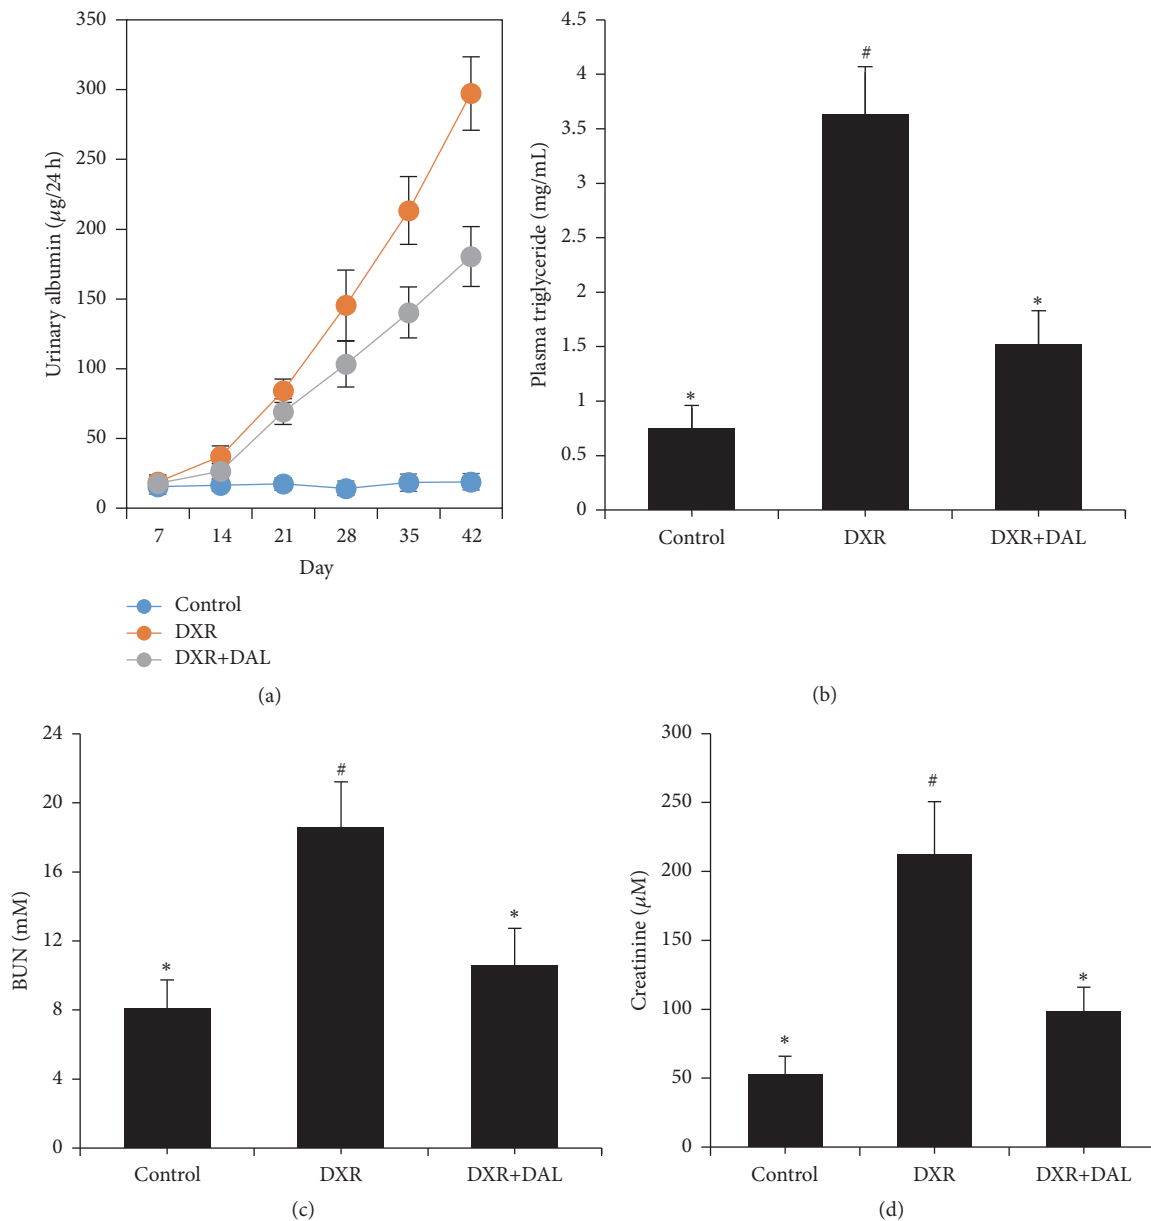 350
300
250
200
150
100
50
0
Urinary albumin (μg/24 h)
7 14 21 28 35 42
Day
Control
DXR
DXR+DAL
(a)
4.5
4
3.5
3
2.5
2
1.5
1
0.5
0
Plasma triglyceride (mg/mL)
*
#
*
Control DXR DXR+DAL
(b)
24
20
16
12
8
4
0
BUN (mM)
*
#
*
Control DXR DXR+DAL
(c)
300
250
200
150
100
50
0
Creatinine (μM)
*
#
*
Control DXR DXR+DAL
(d)